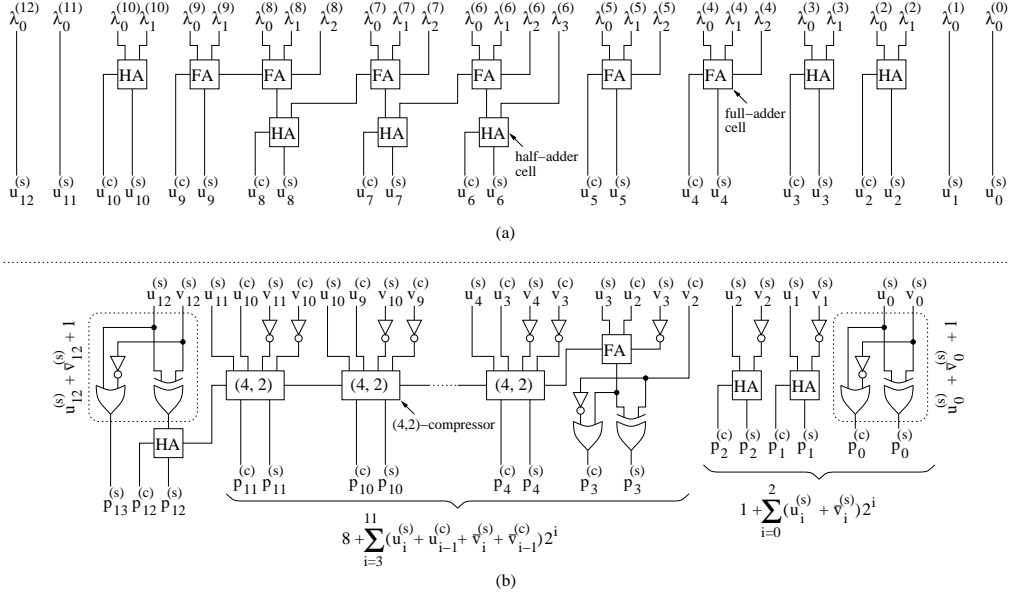 λ₀⁽¹²⁾ λ₀⁽¹¹⁾ λ₀⁽¹⁰⁾ λ₁⁽¹⁰⁾ λ₀⁽⁹⁾ λ₁⁽⁹⁾ λ₀⁽⁸⁾ λ₁⁽⁸⁾ λ₂⁽⁸⁾ λ₀⁽⁷⁾ λ₁⁽⁷⁾ λ₂⁽⁷⁾ λ₀⁽⁶⁾ λ₁⁽⁶⁾ λ₂⁽⁶⁾ λ₃⁽⁶⁾ λ₀⁽⁵⁾ λ₁⁽⁵⁾ λ₂⁽⁵⁾ λ₀⁽⁴⁾ λ₁⁽⁴⁾ λ₂⁽⁴⁾ λ₀⁽³⁾ λ₁⁽³⁾ λ₀⁽²⁾ λ₁⁽²⁾ λ₀⁽¹⁾ λ₀⁽⁰⁾
HA FA FA FA FA FA FA HA HA
HA HA HA
half-adder
cell
full-adder
cell
u₁₂⁽ˢ⁾ u₁₁⁽ˢ⁾ u₁₀⁽ᶜ⁾ u₁₀⁽ˢ⁾ u₉⁽ᶜ⁾ u₉⁽ˢ⁾ u₈⁽ᶜ⁾ u₈⁽ˢ⁾ u₇⁽ᶜ⁾ u₇⁽ˢ⁾ u₆⁽ᶜ⁾ u₆⁽ˢ⁾ u₅⁽ᶜ⁾ u₅⁽ˢ⁾ u₄⁽ᶜ⁾ u₄⁽ˢ⁾ u₃⁽ᶜ⁾ u₃⁽ˢ⁾ u₂⁽ᶜ⁾ u₂⁽ˢ⁾ u₁⁽ˢ⁾ u₀⁽ˢ⁾
(a)
u₁₂⁽ˢ⁾ v₁₂⁽ˢ⁾ u₁₁⁽ˢ⁾ u₁₀⁽ᶜ⁾ v₁₁⁽ˢ⁾ v₁₀⁽ᶜ⁾ u₁₀⁽ˢ⁾ u₉⁽ᶜ⁾ v₁₀⁽ˢ⁾ v₉⁽ᶜ⁾ u₄⁽ˢ⁾ u₃⁽ᶜ⁾ v₄⁽ˢ⁾ v₃⁽ᶜ⁾ u₃⁽ˢ⁾ u₂⁽ᶜ⁾ v₃⁽ˢ⁾ v₂⁽ᶜ⁾ u₂⁽ˢ⁾ v₂⁽ˢ⁾ u₁⁽ˢ⁾ v₁⁽ˢ⁾ u₀⁽ˢ⁾ v₀⁽ˢ⁾
u₁₂⁽ˢ⁾ + v̄₁₂⁽ˢ⁾ + 1
(4, 2) (4, 2) (4, 2) FA HA HA
u₀⁽ˢ⁾ + v̄₀⁽ˢ⁾ + 1
HA
(4,2)-compressor
p₁₃⁽ˢ⁾ p₁₂⁽ᶜ⁾ p₁₂⁽ˢ⁾ p₁₁⁽ᶜ⁾ p₁₁⁽ˢ⁾ p₁₀⁽ᶜ⁾ p₁₀⁽ˢ⁾ p₄⁽ᶜ⁾ p₄⁽ˢ⁾ p₃⁽ᶜ⁾ p₃⁽ˢ⁾ p₂⁽ᶜ⁾ p₂⁽ˢ⁾ p₁⁽ᶜ⁾ p₁⁽ˢ⁾ p₀⁽ᶜ⁾ p₀⁽ˢ⁾
8 + ∑_{i=3}^{11} (uᵢ⁽ˢ⁾ + uᵢ₋₁⁽ᶜ⁾ + v̄ᵢ⁽ˢ⁾ + v̄ᵢ₋₁⁽ᶜ⁾) 2ⁱ
1 + ∑_{i=0}^{2} (uᵢ⁽ˢ⁾ + v̄ᵢ⁽ˢ⁾) 2ⁱ
(b)